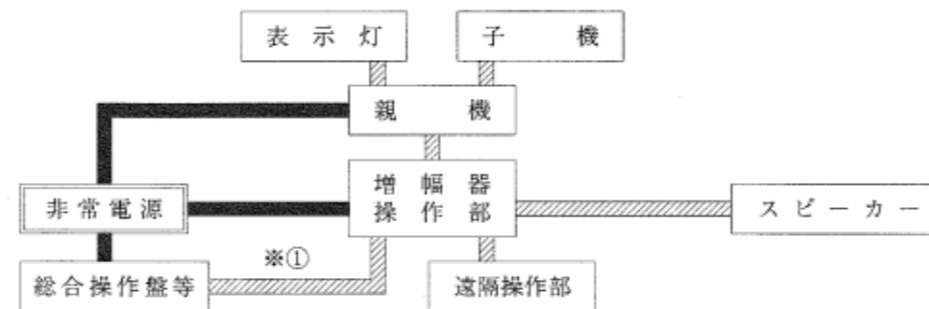 表示灯
子機
親機
増幅器
操作部
非常電源
スピーカー
※①
総合操作盤等
遠隔操作部